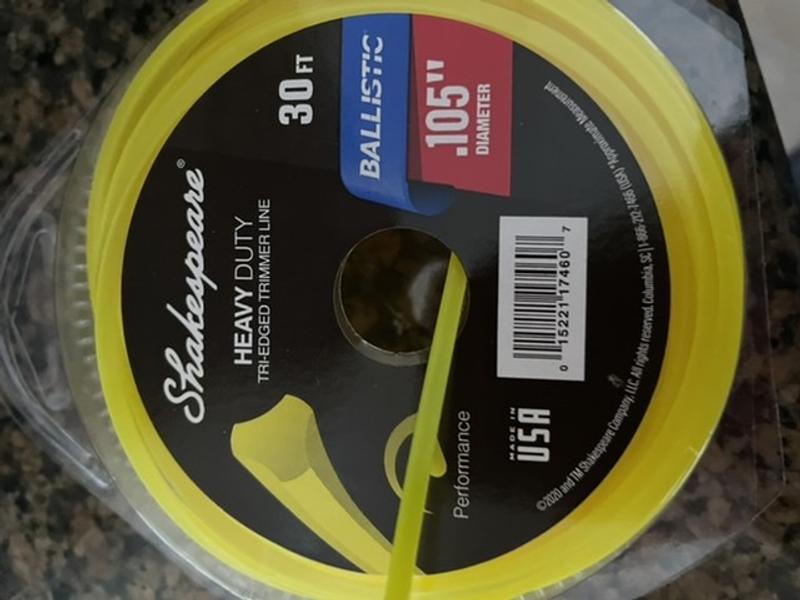 Shakespeare®
HEAVY DUTY
TRI-EDGED TRIMMER LINE
30 FT
BALLISTIC
.105"
DIAMETER
Performance
MADE IN
USA
0 15221 17460 7
©2020 and TM Shakespeare Company, LLC. All rights reserved. Columbia, SC | 1-866-212-7486 (USA) *Approximate Measurement